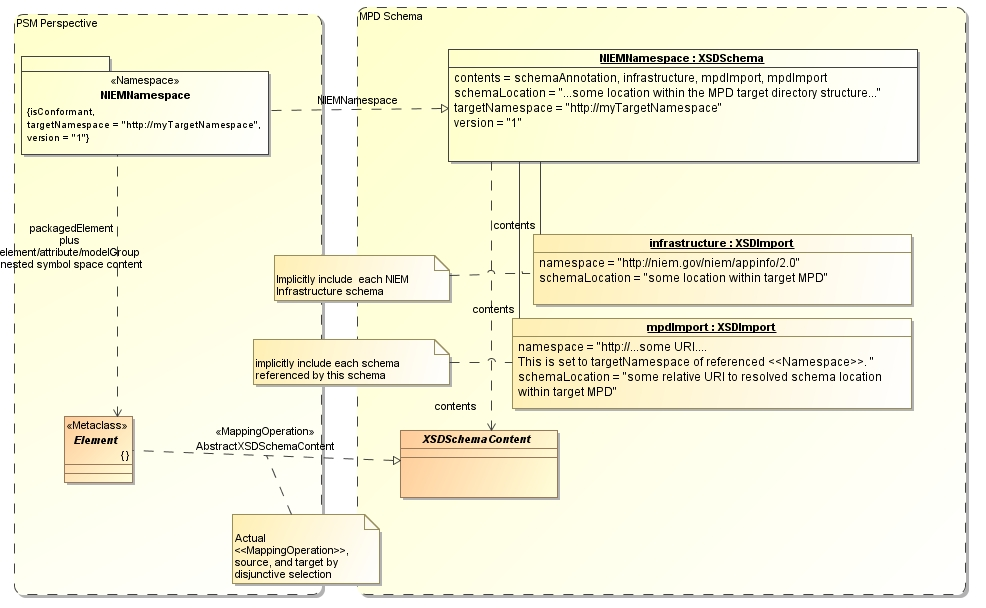 PSM Perspective
MPD Schema
«Namespace»
NIEMNamespace
{isConformant,
targetNamespace = "http://myTargetNamespace",
version = "1"}
NIEMNamespace
NIEMNamespace : XSDSchema
contents = schemaAnnotation, infrastructure, mpdImport, mpdImport
schemaLocation = "...some location within the MPD target directory structure..."
targetNamespace = "http://myTargetNamespace"
version = "1"
packagedElement
plus
element/attribute/modelGroup
nested symbol space content
contents
infrastructure : XSDImport
namespace = "http://niem.gov/niem/appinfo/2.0"
schemaLocation = "some location within target MPD"
Implicitly include each NIEM
Infrastructure schema
contents
mpdImport : XSDImport
namespace = "http://...some URI....
This is set to targetNamespace of referenced <<Namespace>>. "
schemaLocation = "some relative URI to resolved schema location
within target MPD"
implicitly include each schema
referenced by this schema
contents
«Metaclass»
Element
{}
«MappingOperation»
AbstractXSDSchemaContent
XSDSchemaContent
Actual
<<MappingOperation>>,
source, and target by
disjunctive selection